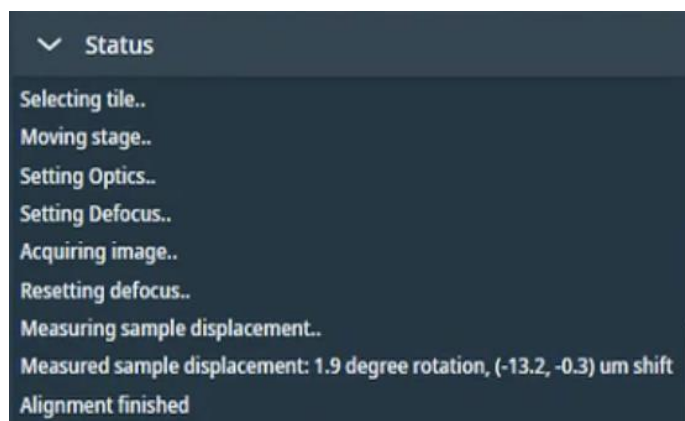 Status
Selecting tile..
Moving stage..
Setting Optics..
Setting Defocus..
Acquiring image..
Resetting defocus..
Measuring sample displacement..
Measured sample displacement: 1.9 degree rotation, (-13.2, -0.3) um shift
Alignment finished